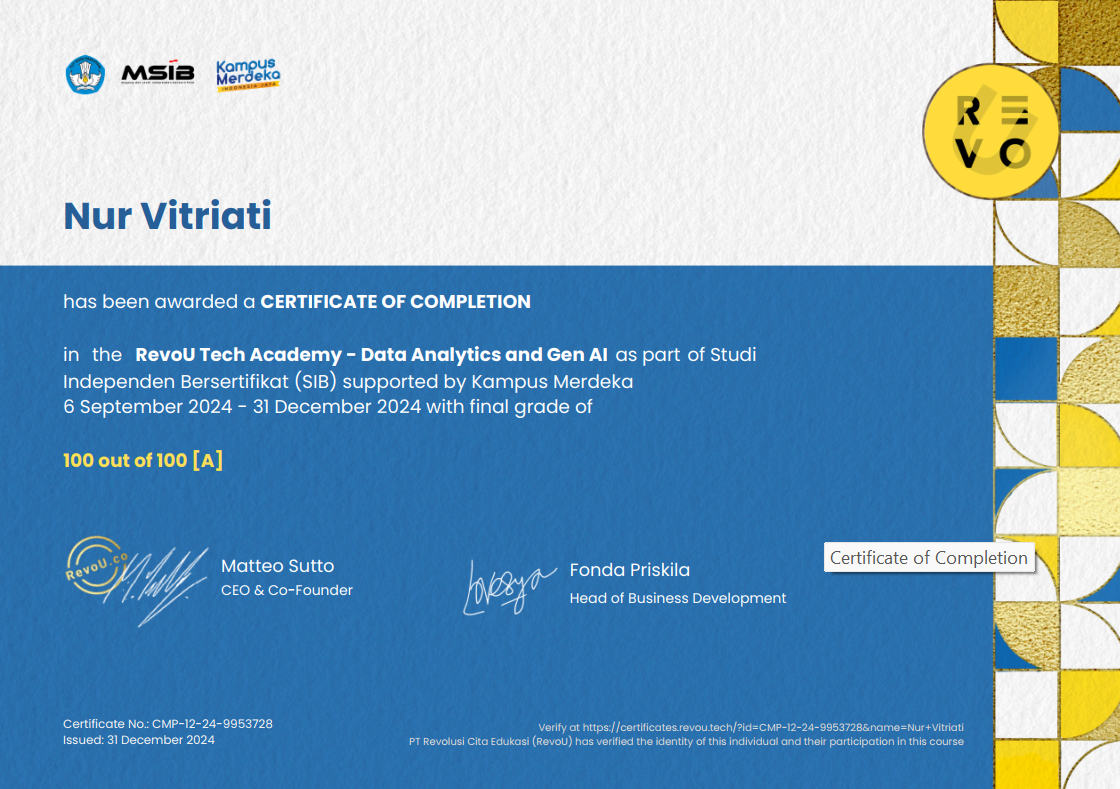 MSIB
Kampus
Merdeka
INDONESIA JAYA
RE
VO
Nur Vitriati
has been awarded a CERTIFICATE OF COMPLETION
in the RevoU Tech Academy - Data Analytics and Gen AI as part of Studi
Independen Bersertifikat (SIB) supported by Kampus Merdeka
6 September 2024 - 31 December 2024 with final grade of
100 out of 100 [A]
RevoU.co
Matteo Sutto
CEO & Co-Founder
Fonda Priskila
Head of Business Development
Certificate of Completion
Certificate No.: CMP-12-24-9953728
Issued: 31 December 2024
Verify at https://certificates.revou.tech/?id=CMP-12-24-9953728&name=Nur+Vitriati
PT Revolusi Cita Edukasi (RevoU) has verified the identity of this individual and their participation in this course